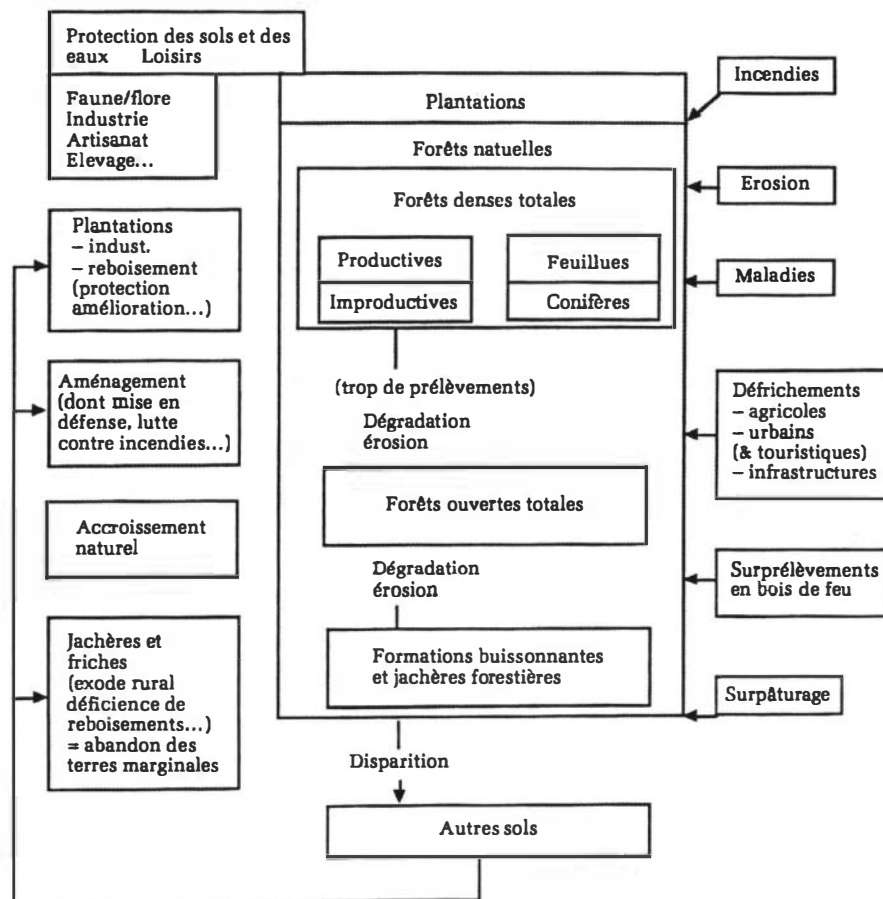 Protection des sols et des
eaux Loisirs
Faune/flore
Industrie
Artisanat
Elevage...
Plantations
– indust.
– reboisement
(protection
amélioration...)
Aménagement
(dont mise en
défense, lutte
contre incendies...)
Accroissement
naturel
Jachères et
friches
(exode rural
déficience de
reboisements...)
= abandon des
terres marginales
Plantations
Forêts naturelles
Forêts denses totales
Productives
Improductives
Feuillues
Conifères
(trop de prélèvements)
Dégradation
érosion
Forêts ouvertes totales
Dégradation
érosion
Formations buissonnantes
et jachères forestières
Disparition
Autres sols
Incendies
Erosion
Maladies
Défrichements
– agricoles
– urbains
(& touristiques)
– infrastructures
Surprélèvements
en bois de feu
Surpâturage